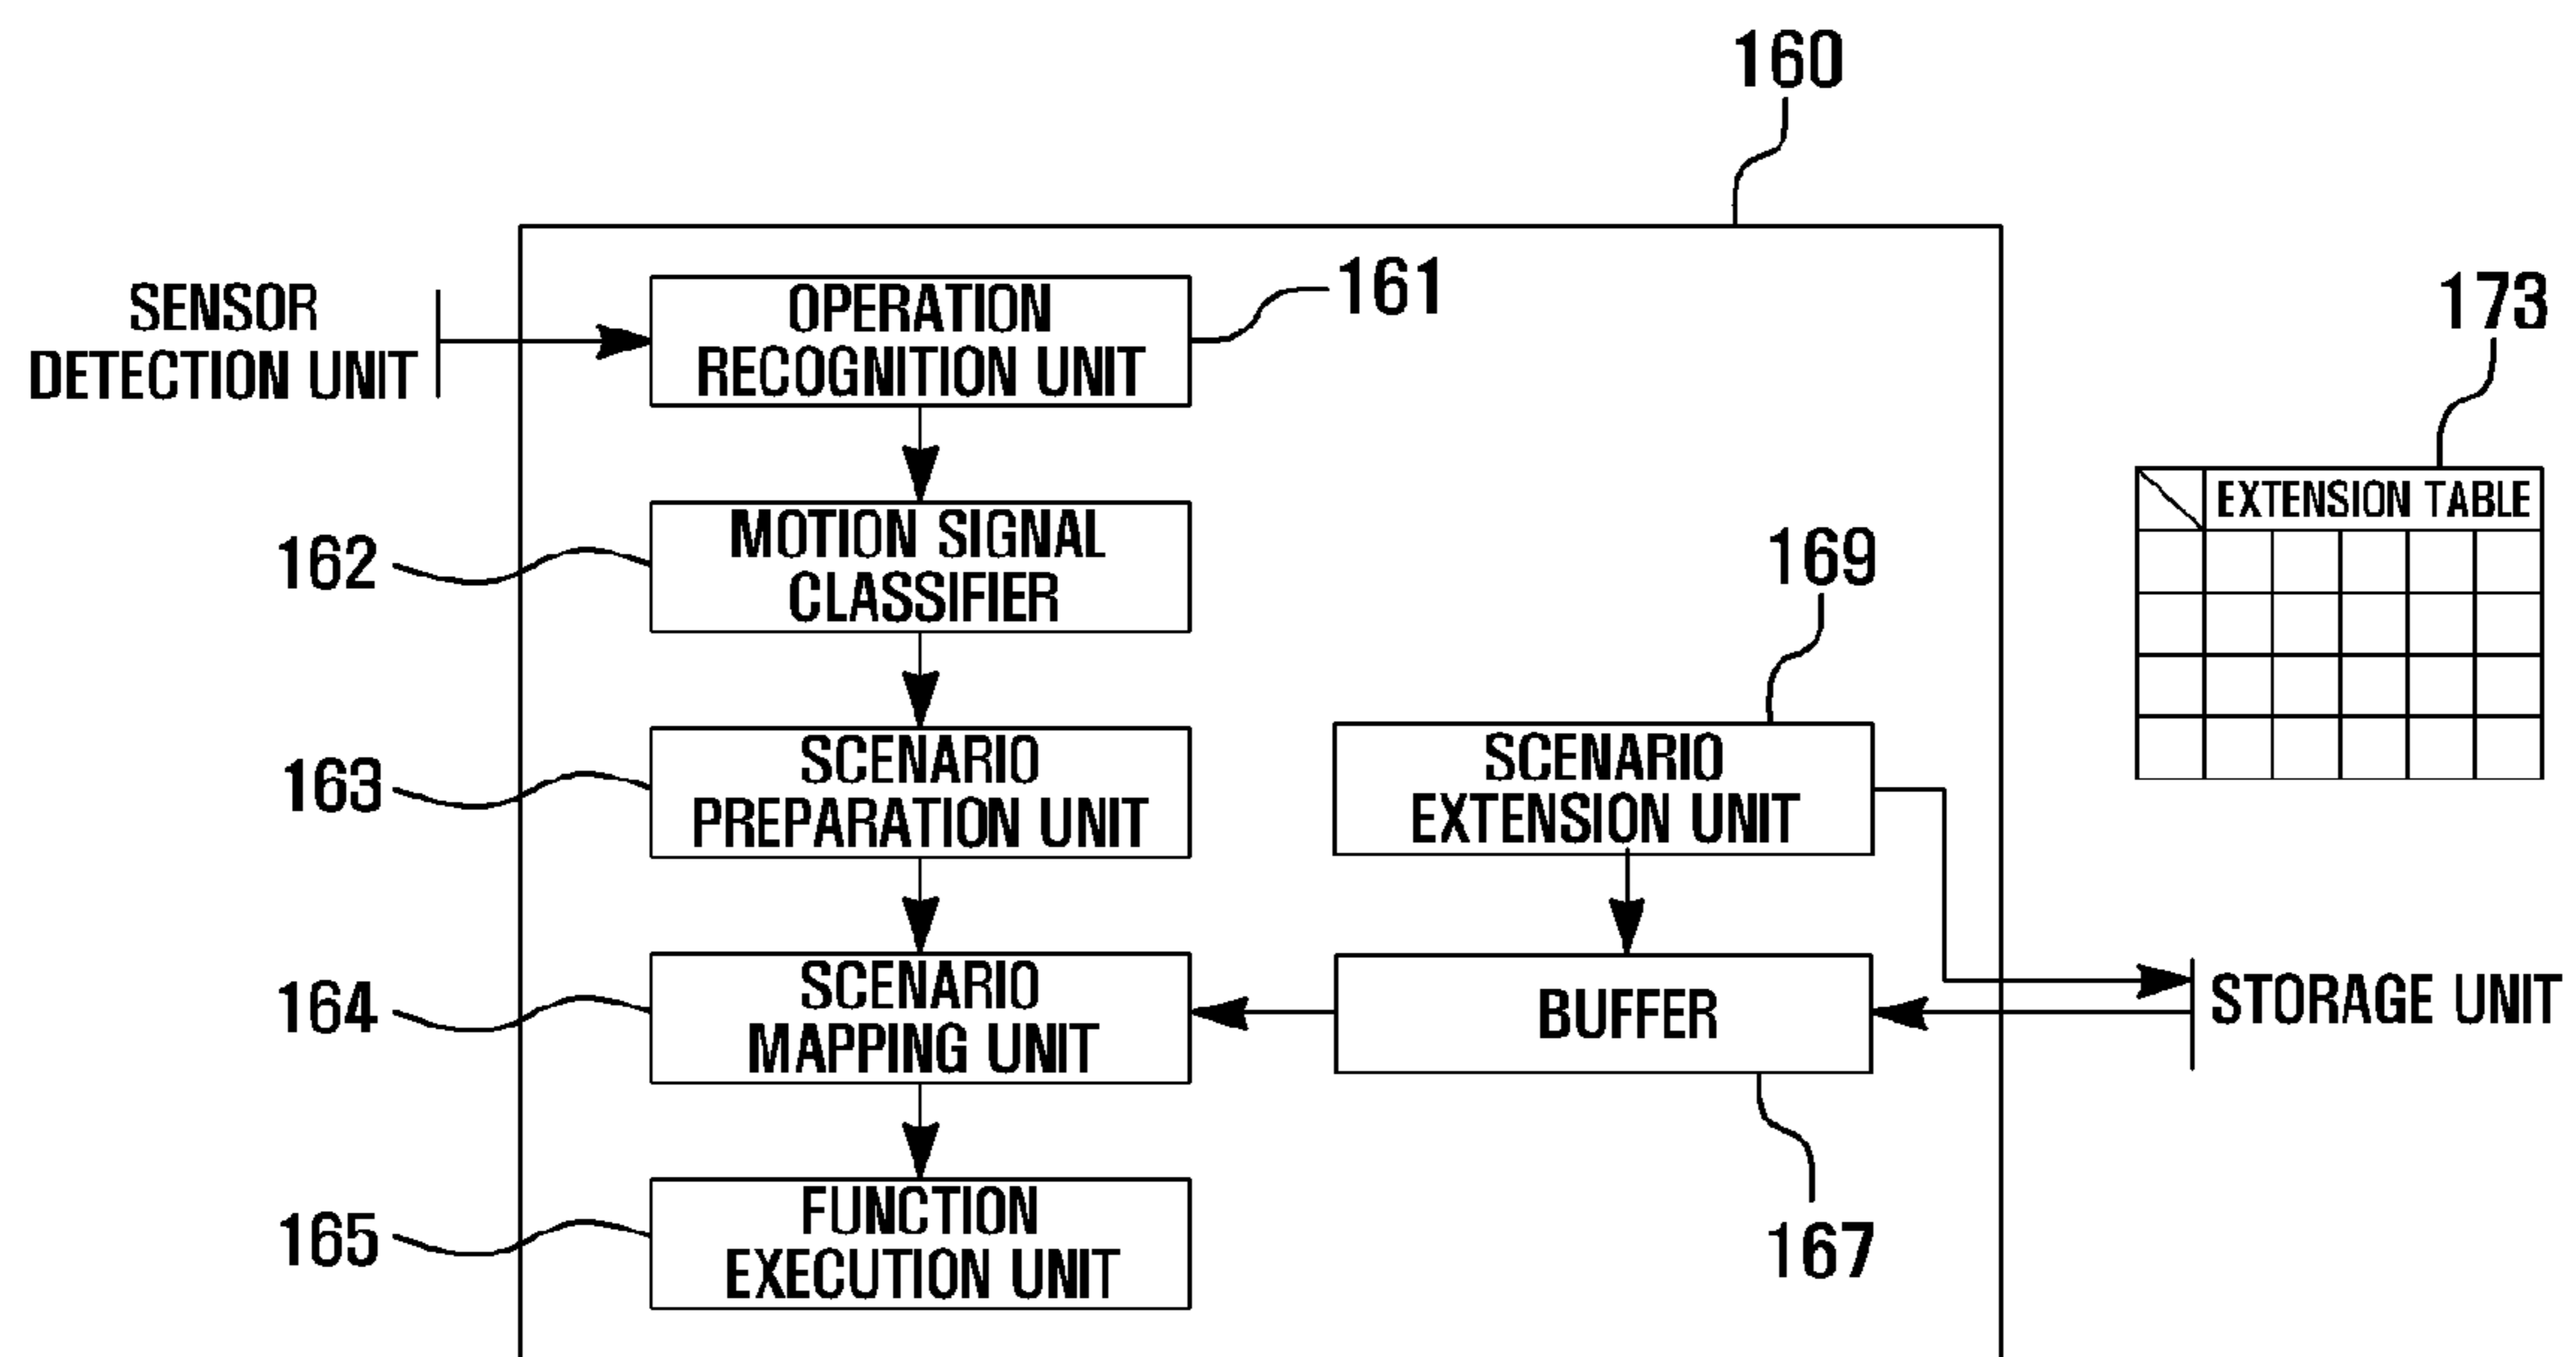 160
SENSOR
DETECTION UNIT
OPERATION
RECOGNITION UNIT
161
173
EXTENSION TABLE
162
MOTION SIGNAL
CLASSIFIER
169
163
SCENARIO
PREPARATION UNIT
SCENARIO
EXTENSION UNIT
164
SCENARIO
MAPPING UNIT
BUFFER
STORAGE UNIT
165
FUNCTION
EXECUTION UNIT
167